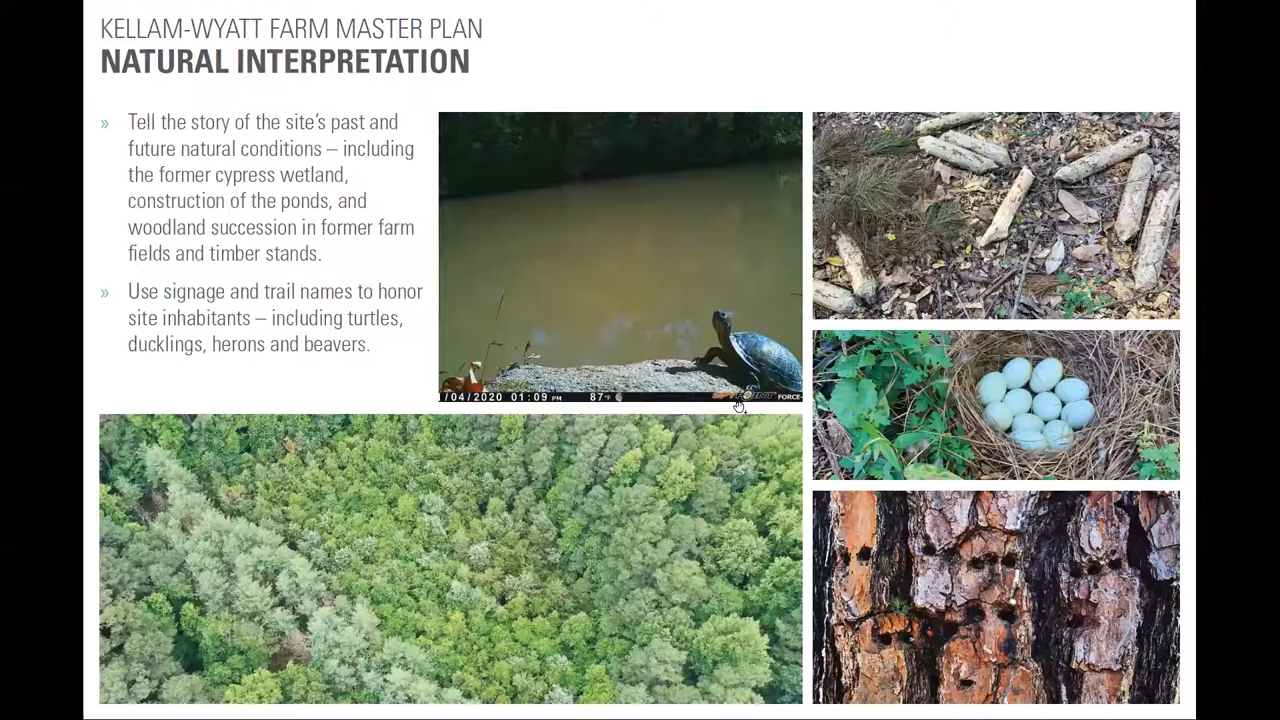 KELLAM-WYATT FARM MASTER PLAN
NATURAL INTERPRETATION
» Tell the story of the site's past and
future natural conditions – including
the former cypress wetland,
construction of the ponds, and
woodland succession in former farm
fields and timber stands.
» Use signage and trail names to honor
site inhabitants – including turtles,
ducklings, herons and beavers.
/04/2020 01:09 PM 87°F SPYPOINT FORCE-